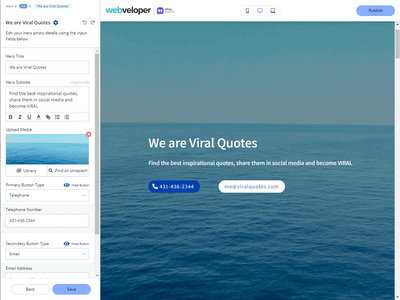 We are Viral Quotes
webveloper
Publish
We are Viral Quotes
Edit your hero photo details using the input
fields below
Hero Title
We are Viral Quotes
Hero Subtitle
(optional)
Find the best inspirational quotes,
share them in social media and
become VIRAL
B I U A
Upload Media
Library
Find on Unsplash
Primary Button Type
Hide Button
Telephone
Telephone Number
431-436-2344
Secondary Button Type
Hide Button
Email
Email Address
Back
Save
We are Viral Quotes
Find the best inspirational quotes, share them in social media and become VIRAL
431-436-2344
me@viralquotes.com